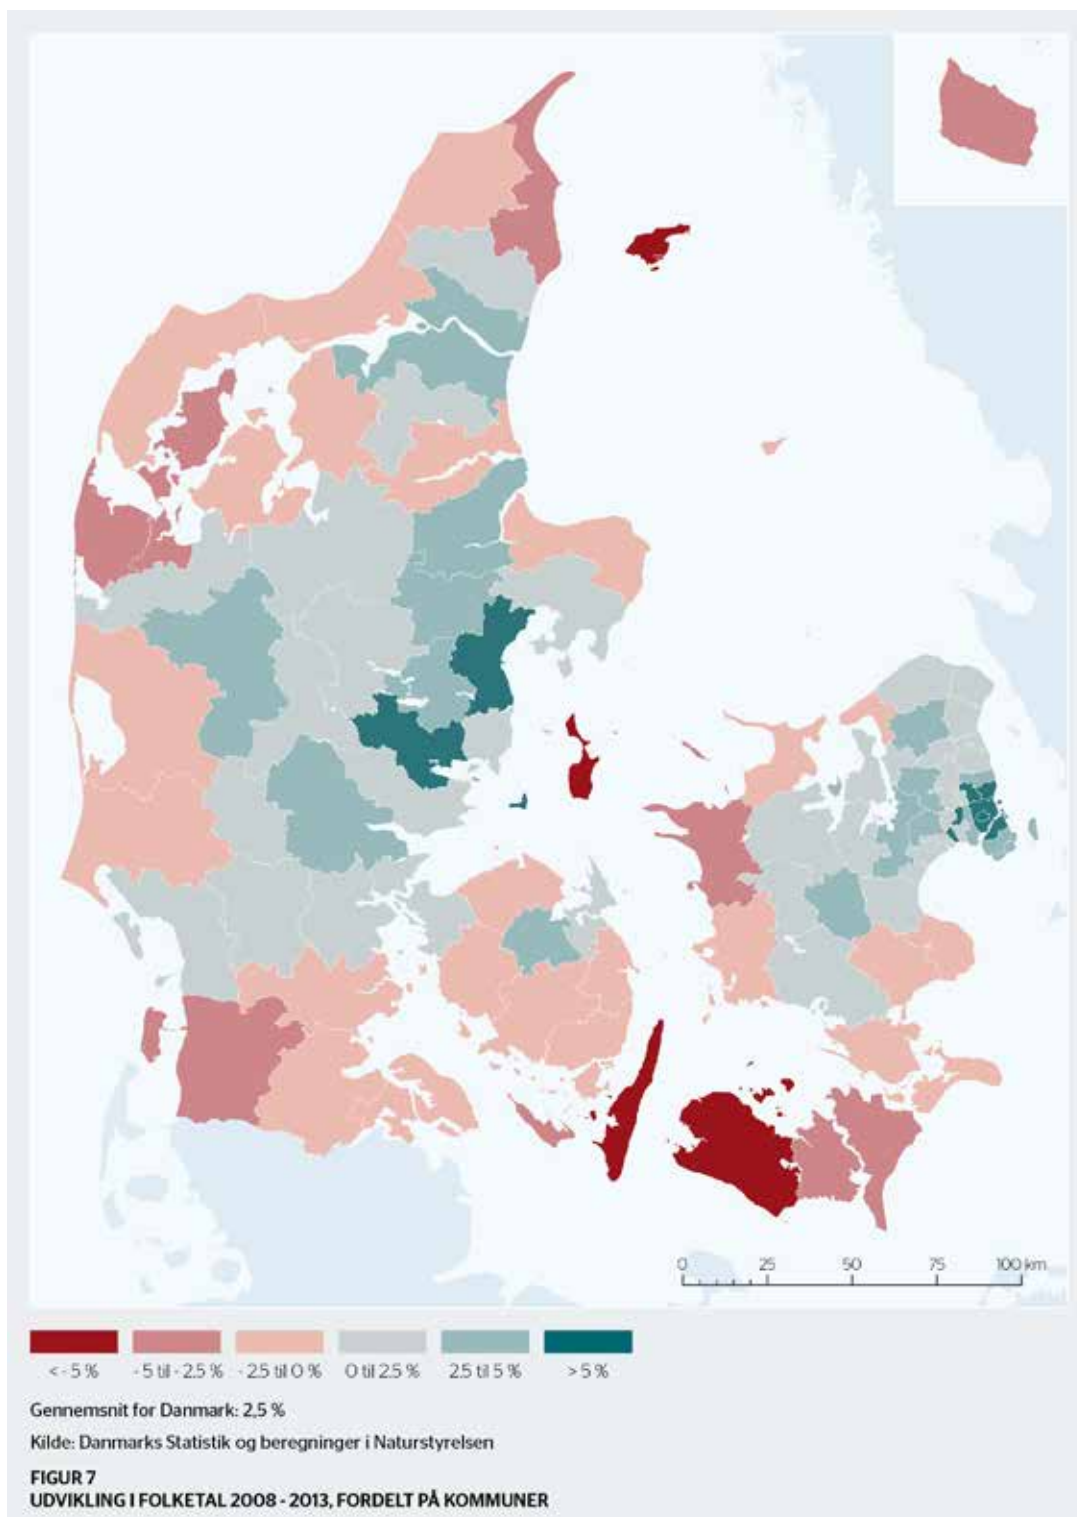 0 25 50 75 100 km
< - 5 % - 5 til - 2.5 % - 2.5 til 0 % 0 til 2.5 % 2.5 til 5 % > 5 %
Gennemsnit for Danmark: 2,5 %
Kilde: Danmarks Statistik og beregninger i Naturstyrelsen
FIGUR 7
UDVIKLING I FOLKETAL 2008 - 2013, FORDELT PÅ KOMMUNER